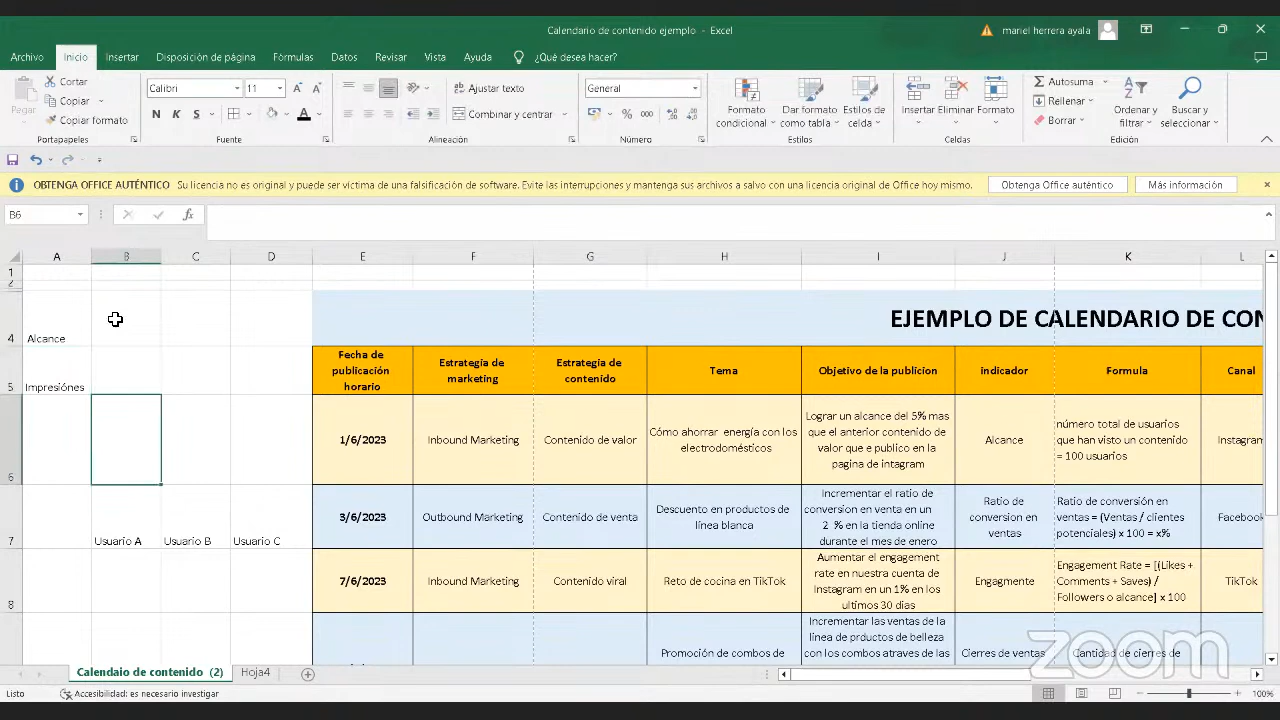 Calendario de contenido ejemplo - Excel
mariel herrera ayala
Archivo Inicio Insertar Disposición de página Fórmulas Datos Revisar Vista Ayuda ¿Qué desea hacer?
Pegar
Cortar
Copiar
Copiar formato
Portapapeles
Calibri 11
N K S
Fuente
Ajustar texto
Combinar y centrar
Alineación
General
% 000
Número
Formato condicional
Dar formato como tabla
Estilos de celda
Estilos
Insertar Eliminar Formato
Celdas
Autosuma
Rellenar
Borrar
Ordenar y filtrar
Buscar y seleccionar
Edición
OBTENGA OFFICE AUTÉNTICO Su licencia no es original y puede ser víctima de una falsificación de software. Evite las interrupciones y mantenga sus archivos a salvo con una licencia original de Office hoy mismo. Obtenga Office auténtico Más información
B6 fx
A B C D E F G H I J K L
1
2
4 Alcance
EJEMPLO DE CALENDARIO DE CON
5 Impresiónes
Fecha de publicación horario
Estrategia de marketing
Estrategia de contenido
Tema
Objetivo de la publicion
indicador
Formula
Canal
6
1/6/2023
Inbound Marketing
Contenido de valor
Cómo ahorrar energía con los electrodomésticos
Lograr un alcance del 5% mas que el anterior contenido de valor que e publico en la pagina de intagram
Alcance
número total de usuarios que han visto un contenido = 100 usuarios
Instagram
7
Usuario A Usuario B Usuario C
3/6/2023
Outbound Marketing
Contenido de venta
Descuento en productos de línea blanca
Incrementar el ratio de conversion en venta en un 2 % en la tienda online durante el mes de enero
Ratio de conversion en ventas
Ratio de conversión en ventas = (Ventas / clientes potenciales) x 100 = x%
Facebook
8
7/6/2023
Inbound Marketing
Contenido viral
Reto de cocina en TikTok
Aumentar el engagement rate en nuestra cuenta de Instagram en un 1% en los ultimos 30 dias
Engagmente
Engagement Rate = [(Likes + Comments + Saves) / Followers o alcance] x 100
TikTok
Promoción de combos de
Incrementar las ventas de la línea de prductos de belleza con los combos atraves de las
Cierres de ventas
Cantidad de cierres de
zoom
Calendaio de contenido (2) Hoja4
Listo Accesibilidad: es necesario investigar 100%